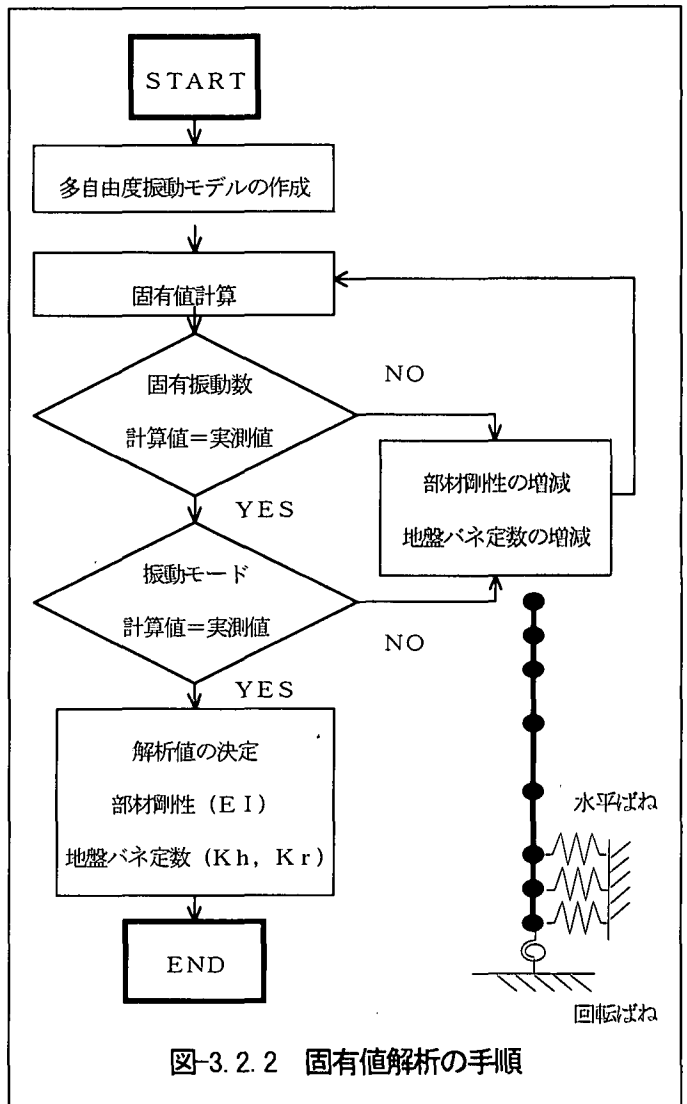 START
多自由度振動モデルの作成
固有値計算
固有振動数
計算値=実測値
NO
部材剛性の増減
地盤バネ定数の増減
YES
振動モード
計算値=実測値
NO
YES
解析値の決定
部材剛性(EI)
地盤バネ定数(Kh, Kr)
END
水平ばね
回転ばね
図-3.2.2 固有値解析の手順